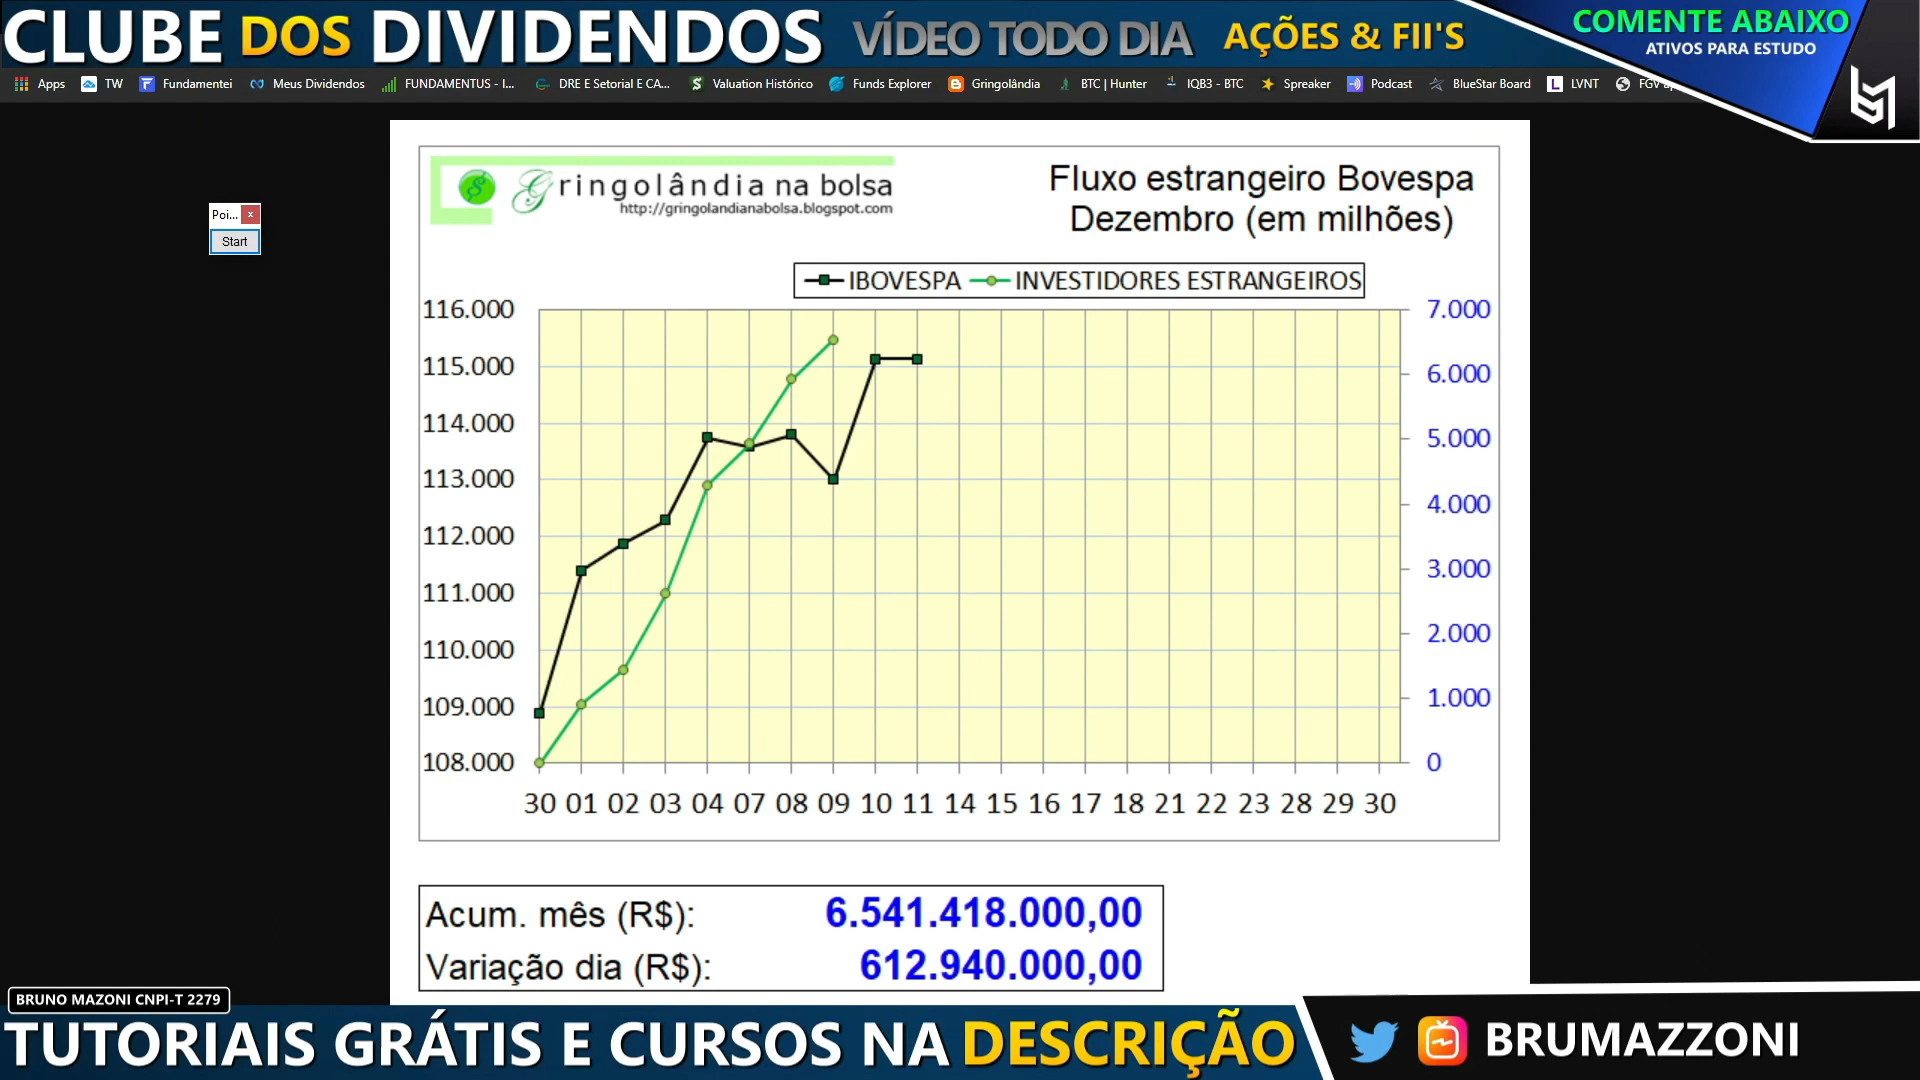 CLUBE DOS DIVIDENDOS VÍDEO TODO DIA AÇÕES & FII'S
COMENTE ABAIXO
ATIVOS PARA ESTUDO
Apps TW Fundamentei Meus Dividendos FUNDAMENTUS - I... DRE E Setorial E CA... Valuation Histórico Funds Explorer Gringolândia BTC | Hunter IQB3 - BTC Spreaker Podcast BlueStar Board LVNT
Poi... x
Start
Gringolândia na bolsa
http://gringolandianabolsa.blogspot.com
Fluxo estrangeiro Bovespa
Dezembro (em milhões)
IBOVESPA INVESTIDORES ESTRANGEIROS
116.000 7.000
115.000 6.000
114.000 5.000
113.000 4.000
112.000 3.000
111.000 2.000
110.000 1.000
109.000
108.000 0
30 01 02 03 04 07 08 09 10 11 14 15 16 17 18 21 22 23 28 29 30
Acum. mês (R$): 6.541.418.000,00
Variação dia (R$): 612.940.000,00
BRUNO MAZONI CNPI-T 2279
TUTORIAIS GRÁTIS E CURSOS NA DESCRIÇÃO
BRUMAZZONI